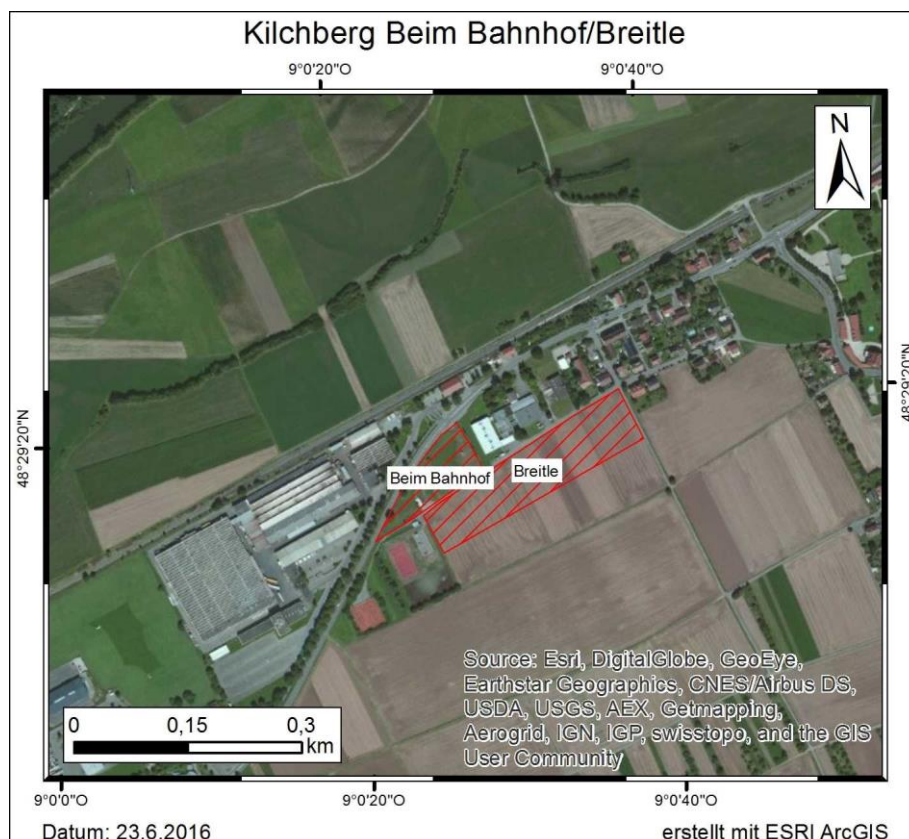 Kilchberg Beim Bahnhof/Breitle
9°0'20"O
9°0'40"O
N
48°29'20"N
48°29'20"N
Beim Bahnhof
Breitle
Source: Esri, DigitalGlobe, GeoEye,
Earthstar Geographics, CNES/Airbus DS,
USDA, USGS, AEX, Getmapping,
Aerogrid, IGN, IGP, swisstopo, and the GIS
User Community
0 0,15 0,3
km
9°0'0"O
9°0'20"O
9°0'40"O
Datum: 23.6.2016
erstellt mit ESRI ArcGIS